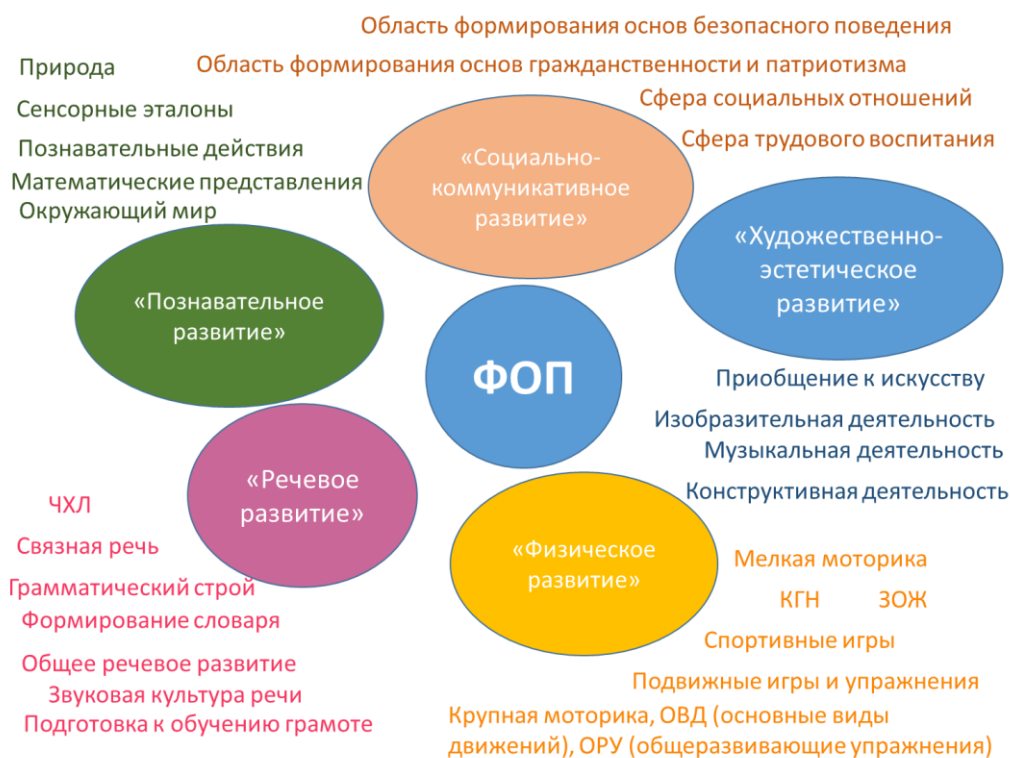 Область формирования основ безопасного поведения
Область формирования основ гражданственности и патриотизма
Сфера социальных отношений
Сфера трудового воспитания
«Социально-
коммуникативное
развитие»
Природа
Сенсорные эталоны
Познавательные действия
Математические представления
Окружающий мир
«Познавательное
развитие»
«Художественно-
эстетическое
развитие»
Приобщение к искусству
Изобразительная деятельность
Музыкальная деятельность
Конструктивная деятельность
ФОП
«Речевое
развитие»
ЧХЛ
Связная речь
Грамматический строй
Формирование словаря
Общее речевое развитие
Звуковая культура речи
Подготовка к обучению грамоте
«Физическое
развитие»
Мелкая моторика
КГН ЗОЖ
Спортивные игры
Подвижные игры и упражнения
Крупная моторика, ОВД (основные виды
движений), ОРУ (общеразвивающие упражнения)